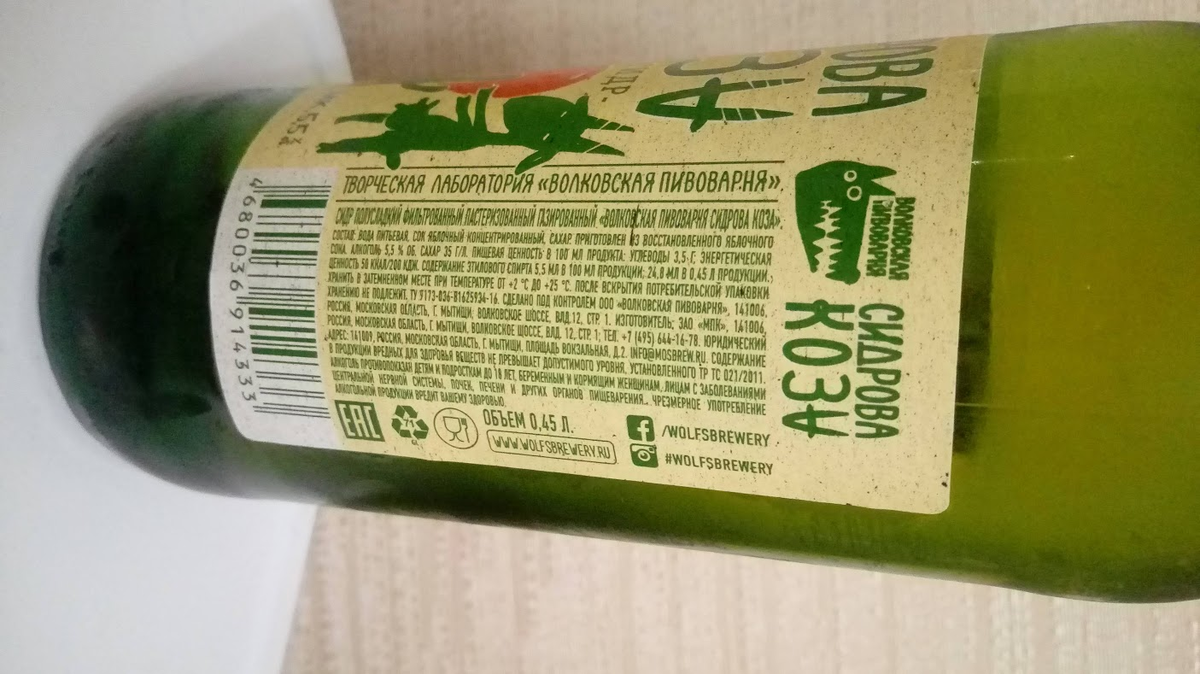 ОВА
ЗА
ИДР.
5,5%
ТВОРЧЕСКАЯ ЛАБОРАТОРИЯ «ВОЛКОВСКАЯ ПИВОВАРНЯ»
СИДР ПОЛУСЛАДКИЙ ФИЛЬТРОВАННЫЙ ПАСТЕРИЗОВАННЫЙ ГАЗИРОВАННЫЙ «ВОЛКОВСКАЯ ПИВОВАРНЯ СИДРОВА КОЗА».
СОСТАВ: ВОДА ПИТЬЕВАЯ, СОК ЯБЛОЧНЫЙ КОНЦЕНТРИРОВАННЫЙ, САХАР. ПРИГОТОВЛЕН ИЗ ВОССТАНОВЛЕННОГО ЯБЛОЧНОГО
СОКА. АЛКОГОЛЬ 5,5 % ОБ. САХАР 35 Г/Л. ПИЩЕВАЯ ЦЕННОСТЬ В 100 МЛ ПРОДУКТА: УГЛЕВОДЫ 3,5 Г. ЭНЕРГЕТИЧЕСКАЯ
ЦЕННОСТЬ 50 ККАЛ/200 КДЖ. СОДЕРЖАНИЕ ЭТИЛОВОГО СПИРТА 5,5 МЛ В 100 МЛ ПРОДУКЦИИ; 24,8 МЛ В 0,45 Л ПРОДУКЦИИ.
ХРАНИТЬ В ЗАТЕМНЕННОМ МЕСТЕ ПРИ ТЕМПЕРАТУРЕ ОТ +2 °С ДО +25 °С. ПОСЛЕ ВСКРЫТИЯ ПОТРЕБИТЕЛЬСКОЙ УПАКОВКИ
ХРАНЕНИЮ НЕ ПОДЛЕЖИТ. ТУ 9173-036-81625934-16. СДЕЛАНО ПОД КОНТРОЛЕМ ООО «ВОЛКОВСКАЯ ПИВОВАРНЯ», 141006,
РОССИЯ, МОСКОВСКАЯ ОБЛАСТЬ, Г. МЫТИЩИ, ВОЛКОВСКОЕ ШОССЕ, ВЛД.12, СТР. 1. ИЗГОТОВИТЕЛЬ: ЗАО «МПК», 141006,
РОССИЯ, МОСКОВСКАЯ ОБЛАСТЬ, Г. МЫТИЩИ, ВОЛКОВСКОЕ ШОССЕ, ВЛД. 12, СТР. 1; ТЕЛ. +7 (495) 644-16-78. ЮРИДИЧЕСКИЙ
АДРЕС: 141009, РОССИЯ, МОСКОВСКАЯ ОБЛАСТЬ, Г. МЫТИЩИ, ПЛОЩАДЬ ВОКЗАЛЬНАЯ, Д.2. INFO@MOSBREW.RU. СОДЕРЖАНИЕ
В ПРОДУКЦИИ ВРЕДНЫХ ДЛЯ ЗДОРОВЬЯ ВЕЩЕСТВ НЕ ПРЕВЫШАЕТ ДОПУСТИМОГО УРОВНЯ, УСТАНОВЛЕННОГО ТР ТС 021/2011.
АЛКОГОЛЬ ПРОТИВОПОКАЗАН ДЕТЯМ И ПОДРОСТКАМ ДО 18 ЛЕТ, БЕРЕМЕННЫМ И КОРМЯЩИМ ЖЕНЩИНАМ, ЛИЦАМ С ЗАБОЛЕВАНИЯМИ
ЦЕНТРАЛЬНОЙ НЕРВНОЙ СИСТЕМЫ, ПОЧЕК, ПЕЧЕНИ И ДРУГИХ ОРГАНОВ ПИЩЕВАРЕНИЯ. ЧРЕЗМЕРНОЕ УПОТРЕБЛЕНИЕ
АЛКОГОЛЬНОЙ ПРОДУКЦИИ ВРЕДИТ ВАШЕМУ ЗДОРОВЬЮ.
EAC
71
ОБЪЕМ 0,45 Л.
WWW.WOLFSBREWERY.RU
/WOLFSBREWERY
#WOLFSBREWERY
4680036914333
ВОЛКОВСКАЯ
ПИВОВАРНЯ
СИДРОВА
КОЗА